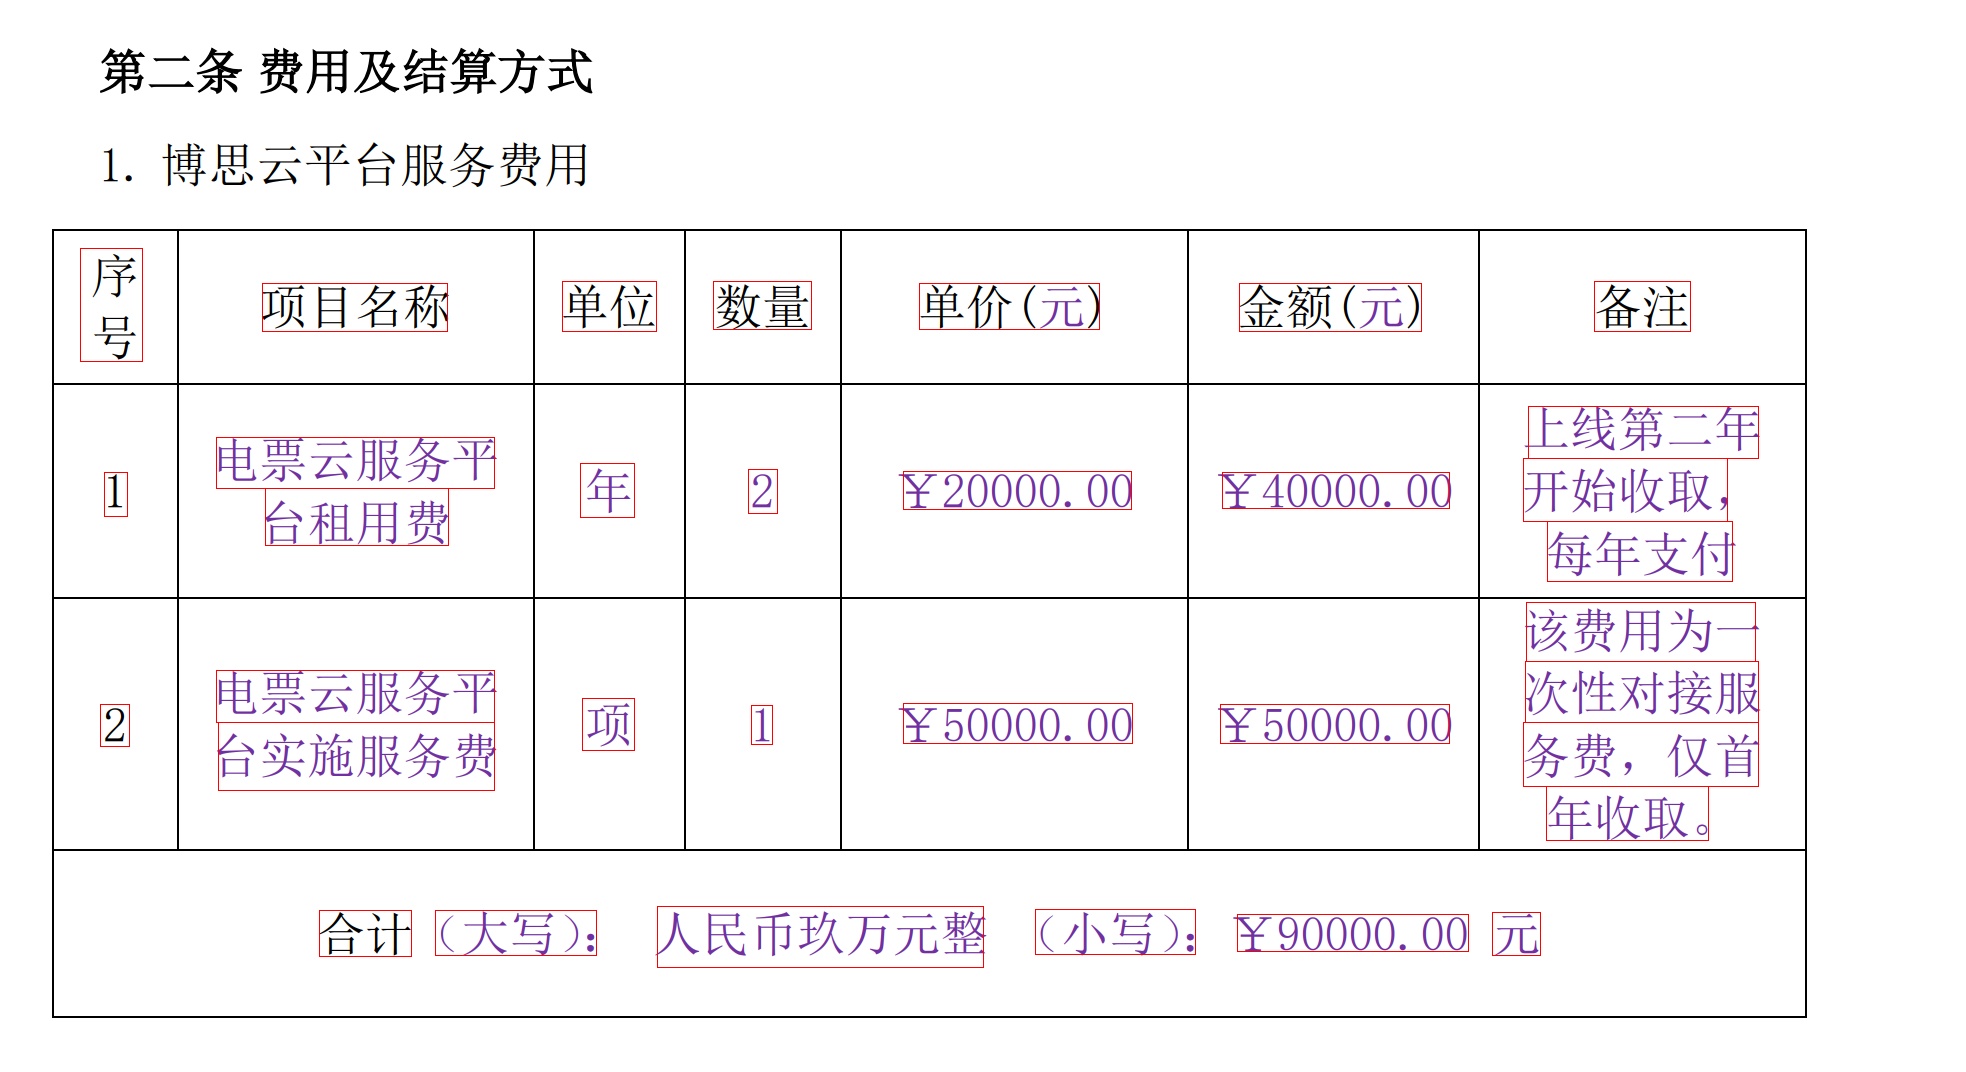 第二条 费用及结算方式
1. 博思云平台服务费用
序
号
项目名称
单位
数量
单价(元)
金额(元)
备注
1
电票云服务平
台租用费
年
2
￥20000.00
￥40000.00
上线第二年
开始收取，
每年支付
2
电票云服务平
台实施服务费
项
1
￥50000.00
￥50000.00
该费用为一
次性对接服
务费，仅首
年收取。
合计 （大写）： 人民币玖万元整 （小写）： ￥90000.00 元